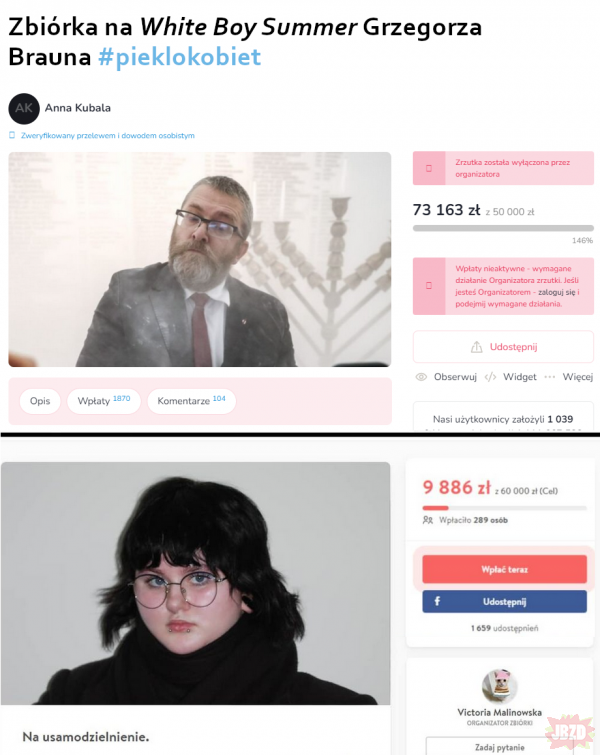 Zbiórka na White Boy Summer Grzegorza
Brauna #pieklokobiet
AK
Anna Kubala
Zweryfikowany przelewem i dowodem osobistym
Zrzutka została wyłączona przez
organizatora
73 163 zł z 50 000 zł
146%
Wpłaty nieaktywne - wymagane
działanie Organizatora zrzutki. Jeśli
jesteś Organizatorem - zaloguj się i
podejmij wymagane działania.
Udostępnij
Obserwuj </> Widget ••• Więcej
Opis Wpłaty 1870 Komentarze 104
Nasi użytkownicy założyli 1 039
9 886 zł z 60 000 zł (Cel)
Wpłaciło 289 osób
Wpłać teraz
f Udostępnij
1 659 udostępnień
Victoria Malinowska
ORGANIZATOR ZBIÓRKI
Zadaj pytanie
Na usamodzielnienie.
JBZD